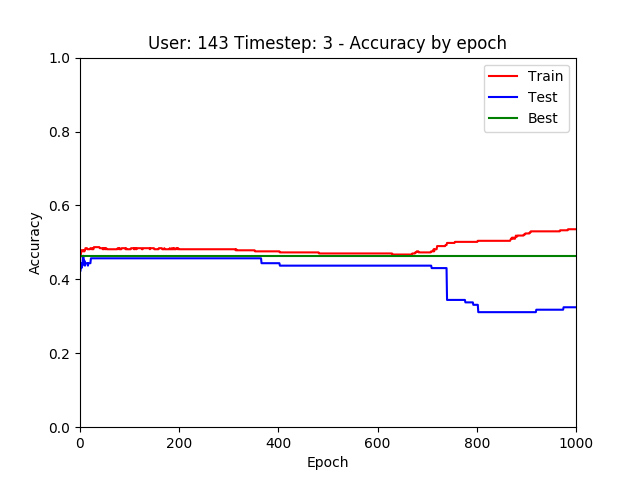 User: 143 Timestep: 3 - Accuracy by epoch
1.0
0.8
0.6
0.4
0.2
0.0
Accuracy
Train
Test
Best
0 200 400 600 800 1000
Epoch